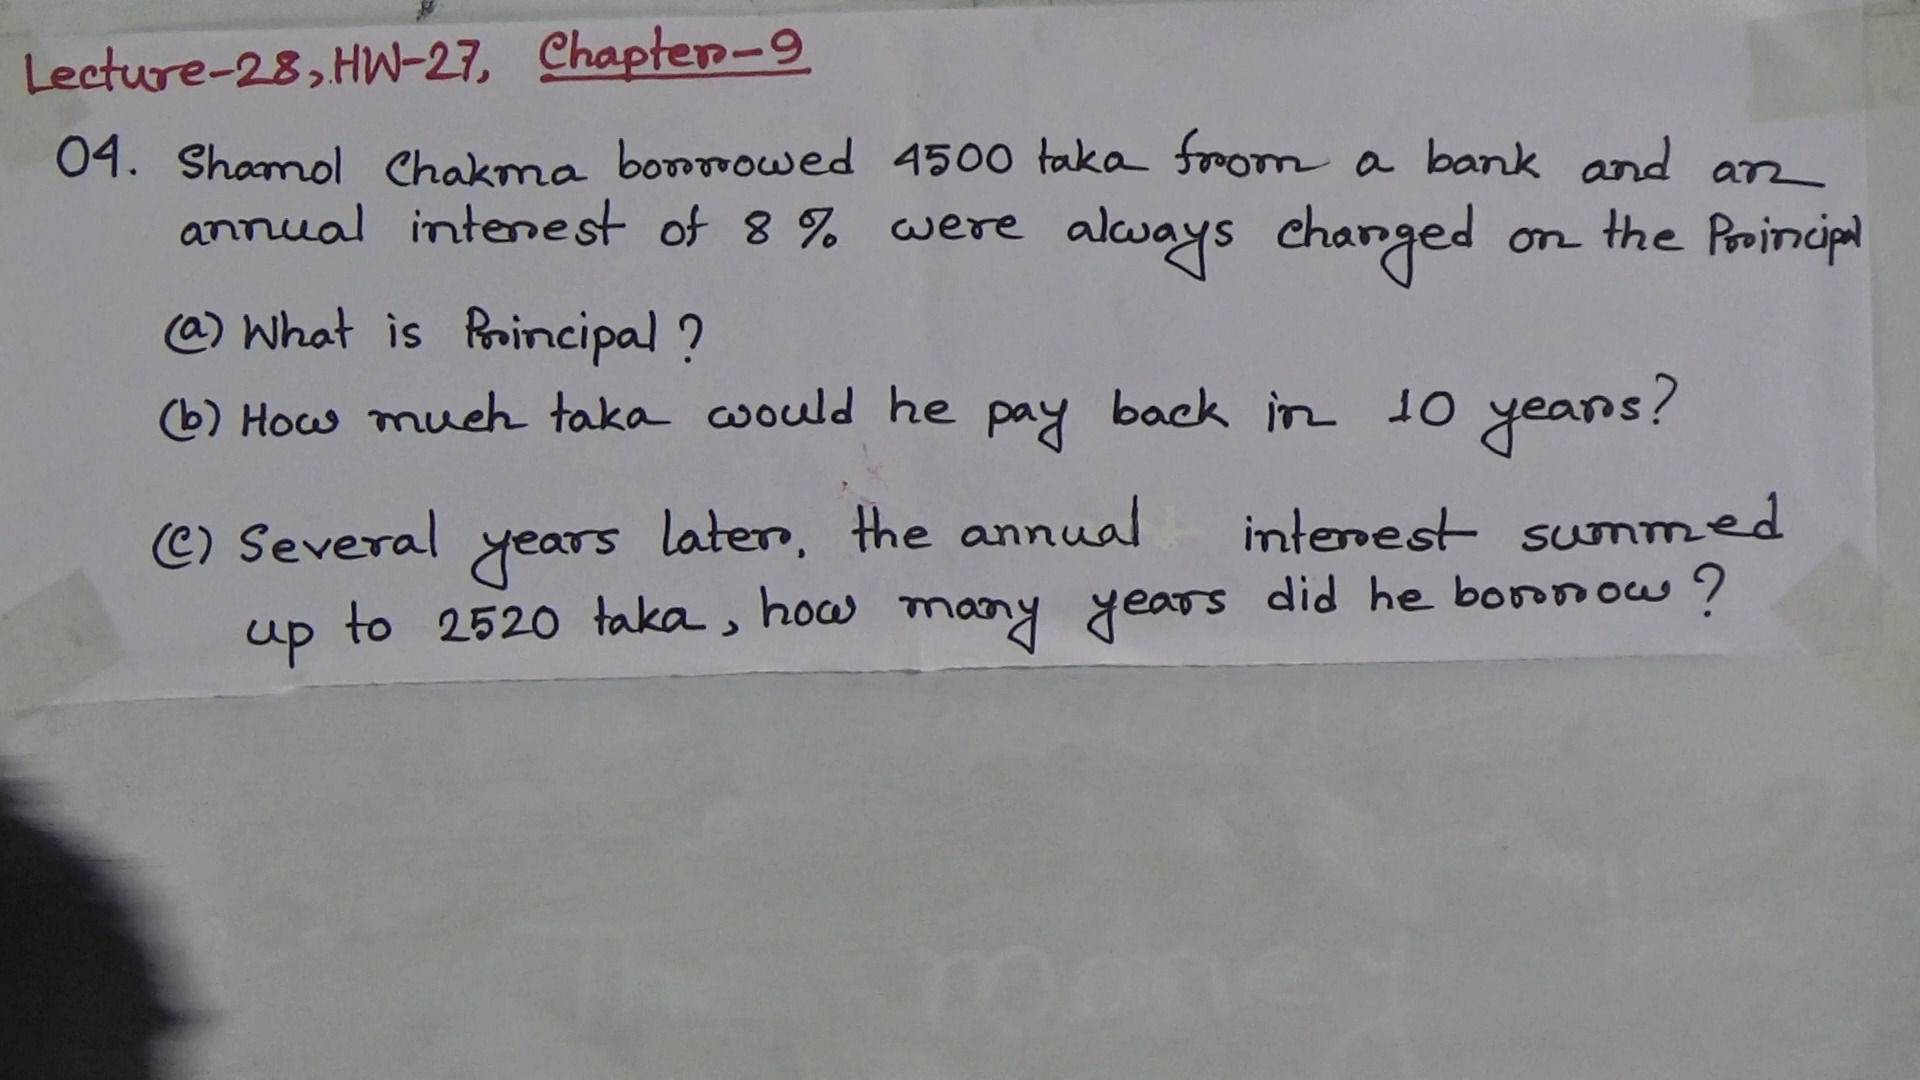 Lecture-28, HW-27, Chapter-9
04. Shamol Chakma borrowed 4500 taka from a bank and an
annual interest of 8 % were always charged on the Principal
(a) What is Principal?
(b) How much taka would he pay back in 10 years?
(c) Several years later, the annual interest summed
up to 2520 taka, how many years did he borrow?